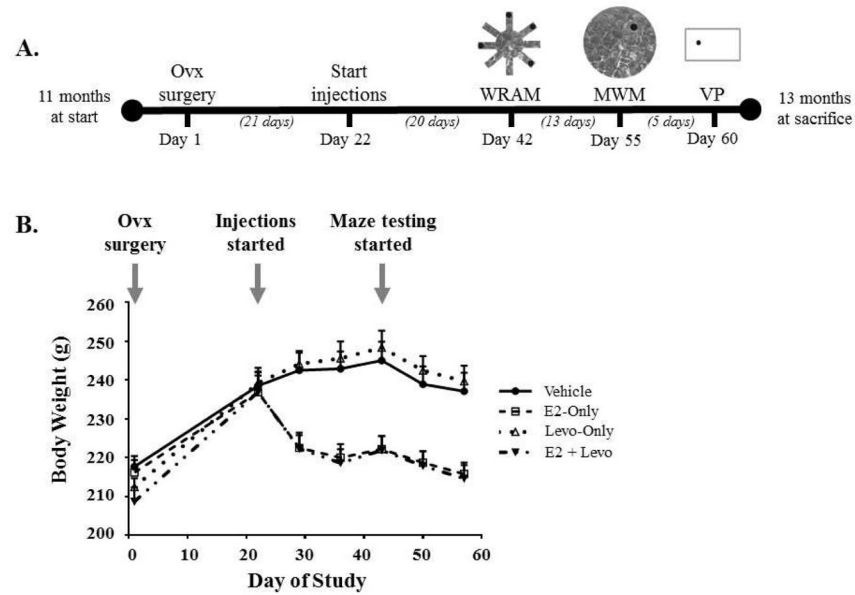 A.
11 months
at start
Ovx
surgery
Start
injections
WRAM
MWM
VP
13 months
at sacrifice
(21 days)
(20 days)
(13 days)
(5 days)
Day 1
Day 22
Day 42
Day 55
Day 60
B.
Ovx
surgery
Injections
started
Maze testing
started
260
250
240
230
220
210
200
Body Weight (g)
0
10
20
30
40
50
60
Day of Study
Vehicle
E2-Only
Levo-Only
E2 + Levo